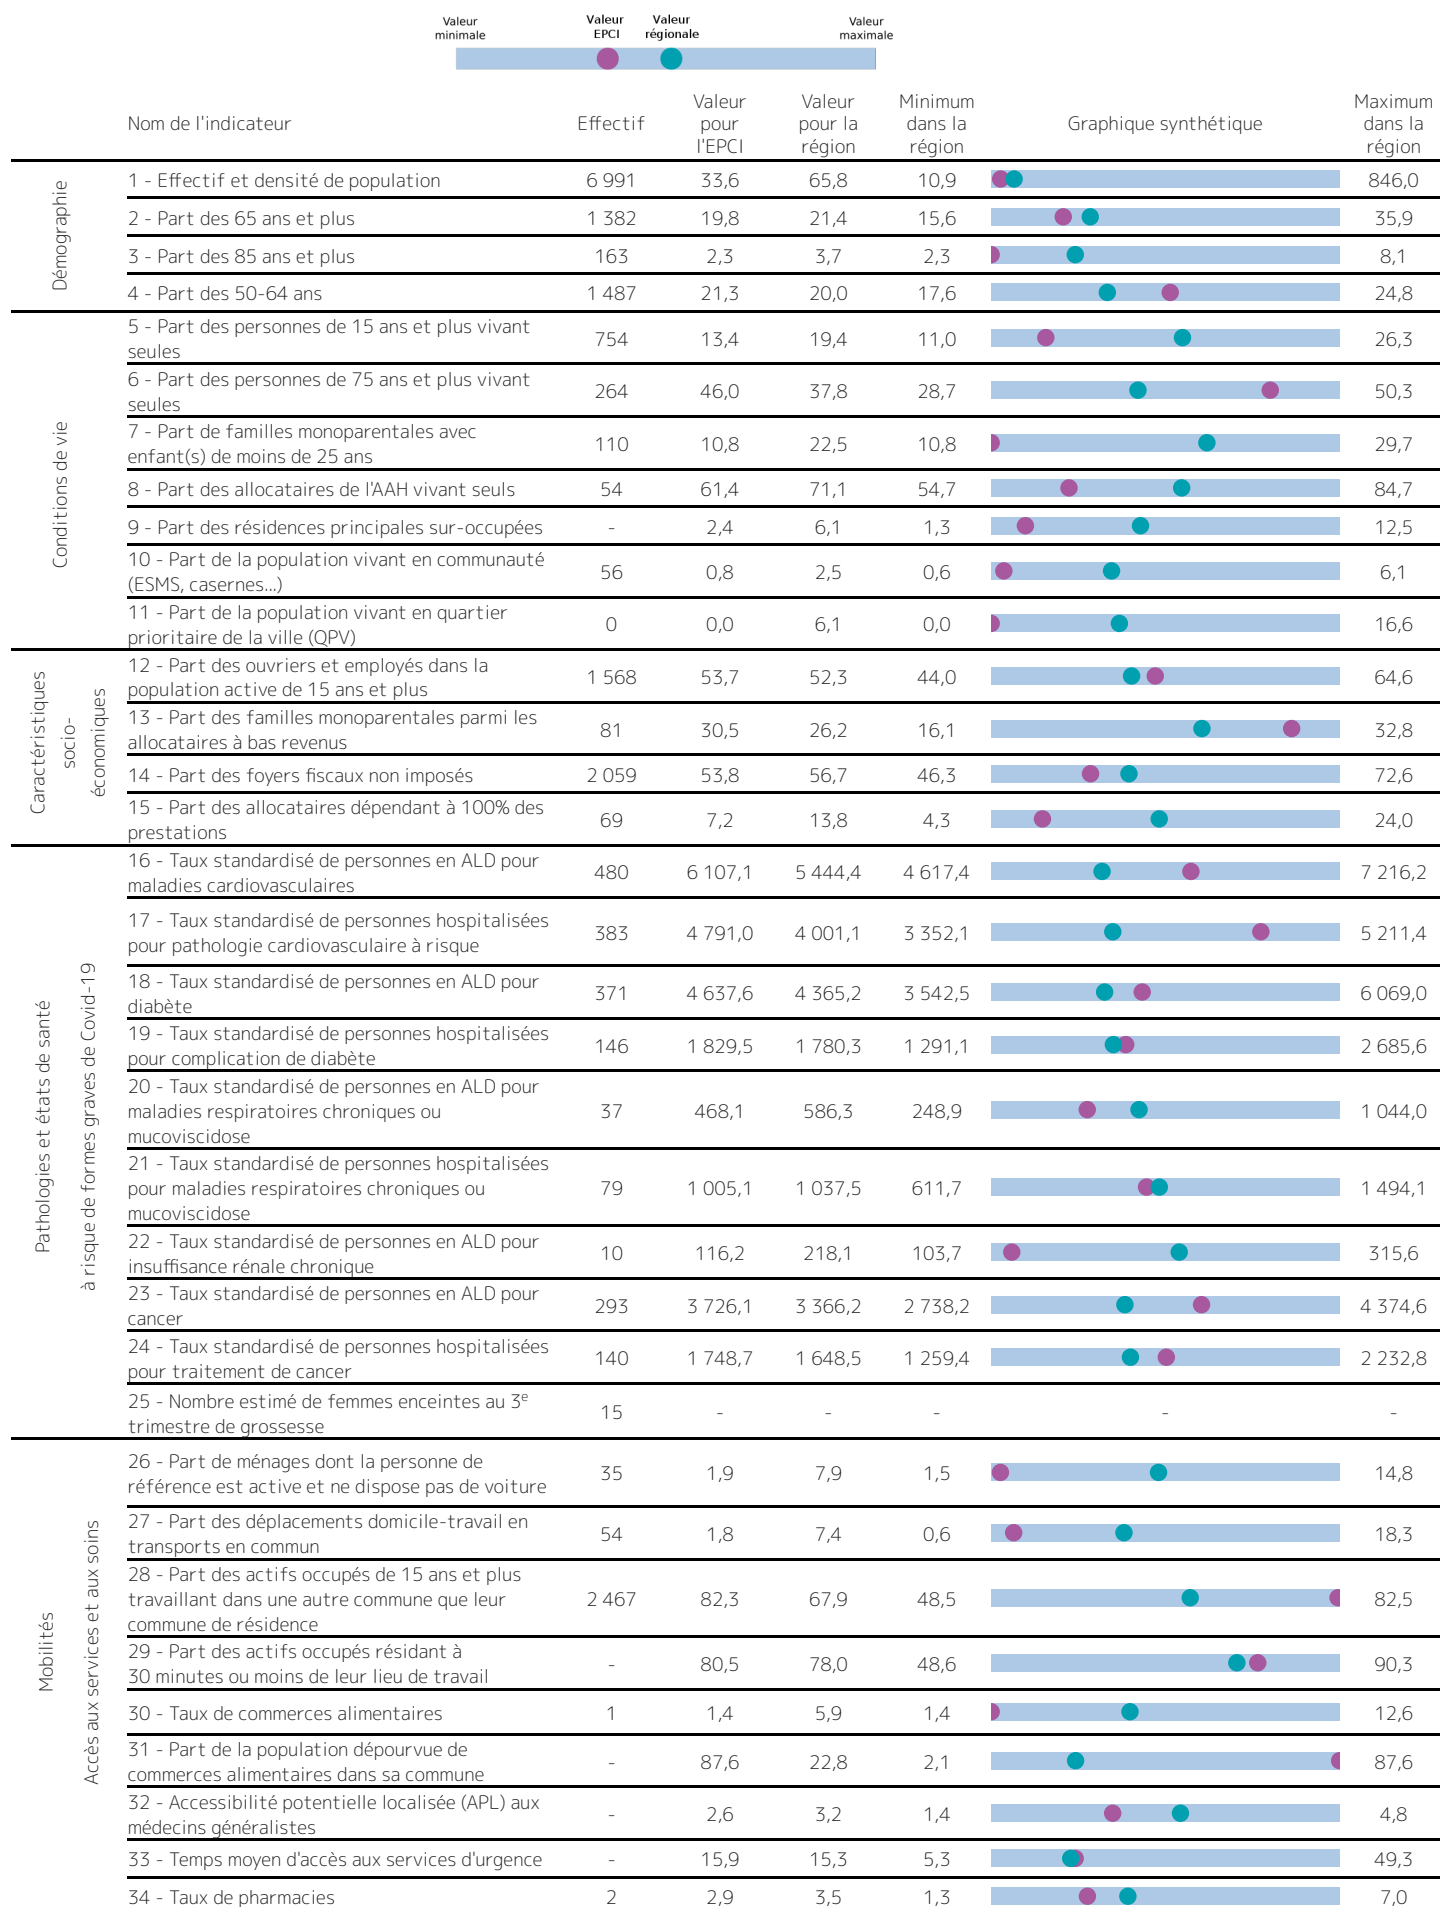 Valeur
minimale
Valeur
EPCI
Valeur
régionale
Valeur
maximale
Nom de l'indicateur
Effectif
Valeur
pour
l'EPCI
Valeur
pour la
région
Minimum
dans la
région
Graphique synthétique
Maximum
dans la
région
Démographie
1 - Effectif et densité de population 6 991 33,6 65,8 10,9 846,0
2 - Part des 65 ans et plus 1 382 19,8 21,4 15,6 35,9
3 - Part des 85 ans et plus 163 2,3 3,7 2,3 8,1
4 - Part des 50-64 ans 1 487 21,3 20,0 17,6 24,8
Conditions de vie
5 - Part des personnes de 15 ans et plus vivant
seules 754 13,4 19,4 11,0 26,3
6 - Part des personnes de 75 ans et plus vivant
seules 264 46,0 37,8 28,7 50,3
7 - Part de familles monoparentales avec
enfant(s) de moins de 25 ans 110 10,8 22,5 10,8 29,7
8 - Part des allocataires de l'AAH vivant seuls 54 61,4 71,1 54,7 84,7
9 - Part des résidences principales sur-occupées - 2,4 6,1 1,3 12,5
10 - Part de la population vivant en communauté
(ESMS, casernes...) 56 0,8 2,5 0,6 6,1
11 - Part de la population vivant en quartier
prioritaire de la ville (QPV) 0 0,0 6,1 0,0 16,6
Caractéristiques
socio-
économiques
12 - Part des ouvriers et employés dans la
population active de 15 ans et plus 1 568 53,7 52,3 44,0 64,6
13 - Part des familles monoparentales parmi les
allocataires à bas revenus 81 30,5 26,2 16,1 32,8
14 - Part des foyers fiscaux non imposés 2 059 53,8 56,7 46,3 72,6
15 - Part des allocataires dépendant à 100% des
prestations 69 7,2 13,8 4,3 24,0
Pathologies et états de santé
à risque de formes graves de Covid-19
16 - Taux standardisé de personnes en ALD pour
maladies cardiovasculaires 480 6 107,1 5 444,4 4 617,4 7 216,2
17 - Taux standardisé de personnes hospitalisées
pour pathologie cardiovasculaire à risque 383 4 791,0 4 001,1 3 352,1 5 211,4
18 - Taux standardisé de personnes en ALD pour
diabète 371 4 637,6 4 365,2 3 542,5 6 069,0
19 - Taux standardisé de personnes hospitalisées
pour complication de diabète 146 1 829,5 1 780,3 1 291,1 2 685,6
20 - Taux standardisé de personnes en ALD pour
maladies respiratoires chroniques ou
mucoviscidose 37 468,1 586,3 248,9 1 044,0
21 - Taux standardisé de personnes hospitalisées
pour maladies respiratoires chroniques ou
mucoviscidose 79 1 005,1 1 037,5 611,7 1 494,1
22 - Taux standardisé de personnes en ALD pour
insuffisance rénale chronique 10 116,2 218,1 103,7 315,6
23 - Taux standardisé de personnes en ALD pour
cancer 293 3 726,1 3 366,2 2 738,2 4 374,6
24 - Taux standardisé de personnes hospitalisées
pour traitement de cancer 140 1 748,7 1 648,5 1 259,4 2 232,8
25 - Nombre estimé de femmes enceintes au 3e
trimestre de grossesse 15 - - - - -
Mobilités
Accès aux services et aux soins
26 - Part de ménages dont la personne de
référence est active et ne dispose pas de voiture 35 1,9 7,9 1,5 14,8
27 - Part des déplacements domicile-travail en
transports en commun 54 1,8 7,4 0,6 18,3
28 - Part des actifs occupés de 15 ans et plus
travaillant dans une autre commune que leur
commune de résidence 2 467 82,3 67,9 48,5 82,5
29 - Part des actifs occupés résidant à
30 minutes ou moins de leur lieu de travail - 80,5 78,0 48,6 90,3
30 - Taux de commerces alimentaires 1 1,4 5,9 1,4 12,6
31 - Part de la population dépourvue de
commerces alimentaires dans sa commune - 87,6 22,8 2,1 87,6
32 - Accessibilité potentielle localisée (APL) aux
médecins généralistes - 2,6 3,2 1,4 4,8
33 - Temps moyen d'accès aux services d'urgence - 15,9 15,3 5,3 49,3
34 - Taux de pharmacies 2 2,9 3,5 1,3 7,0